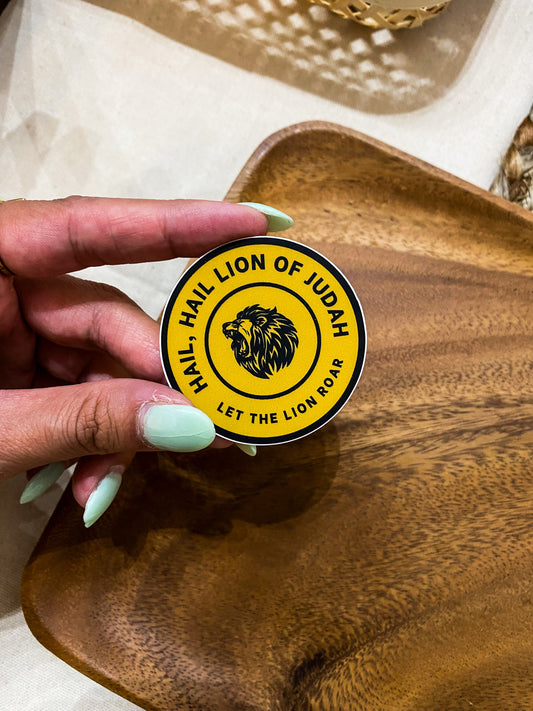 HAIL, HAIL LION OF JUDAH
LET THE LION ROAR